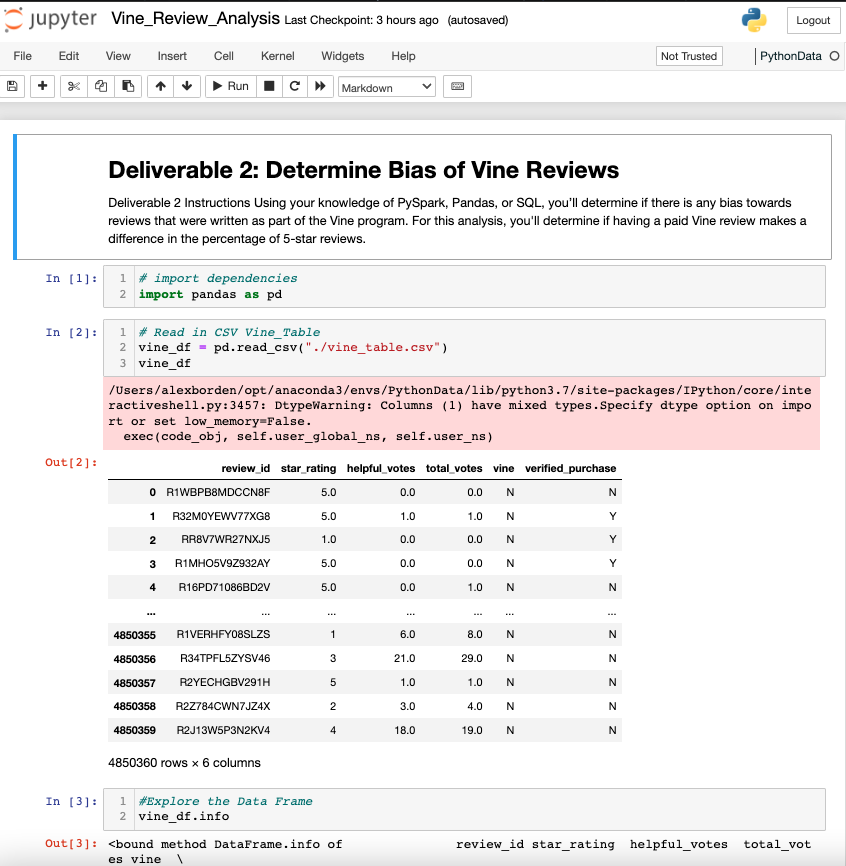 jupyter Vine_Review_Analysis Last Checkpoint: 3 hours ago (autosaved) Logout
File Edit View Insert Cell Kernel Widgets Help Not Trusted PythonData
Run Markdown
Deliverable 2: Determine Bias of Vine Reviews
Deliverable 2 Instructions Using your knowledge of PySpark, Pandas, or SQL, you'll determine if there is any bias towards
reviews that were written as part of the Vine program. For this analysis, you'll determine if having a paid Vine review makes a
difference in the percentage of 5-star reviews.
In [1]: 1 # import dependencies
2 import pandas as pd
In [2]: 1 # Read in CSV Vine_Table
2 vine_df = pd.read_csv("./vine_table.csv")
3 vine_df
/Users/alexborden/opt/anaconda3/envs/PythonData/lib/python3.7/site-packages/IPython/core/inte
ractiveshell.py:3457: DtypeWarning: Columns (1) have mixed types.Specify dtype option on impo
rt or set low_memory=False.
exec(code_obj, self.user_global_ns, self.user_ns)
Out[2]:
review_id star_rating helpful_votes total_votes vine verified_purchase
0 R1WBPB8MDCCN8F 5.0 0.0 0.0 N N
1 R32M0YEWV77XG8 5.0 1.0 1.0 N Y
2 RR8V7WR27NXJ5 1.0 0.0 0.0 N Y
3 R1MHO5V9Z932AY 5.0 0.0 0.0 N Y
4 R16PD71086BD2V 5.0 0.0 1.0 N N
... ... ... ... ... ... ...
4850355 R1VERHFY08SLZS 1 6.0 8.0 N N
4850356 R34TPFL5ZYSV46 3 21.0 29.0 N N
4850357 R2YECHGBV291H 5 1.0 1.0 N N
4850358 R2Z784CWN7JZ4X 2 3.0 4.0 N N
4850359 R2J13W5P3N2KV4 4 18.0 19.0 N N
4850360 rows × 6 columns
In [3]: 1 #Explore the Data Frame
2 vine_df.info
Out[3]: <bound method DataFrame.info of review_id star_rating helpful_votes total_vot
es vine \